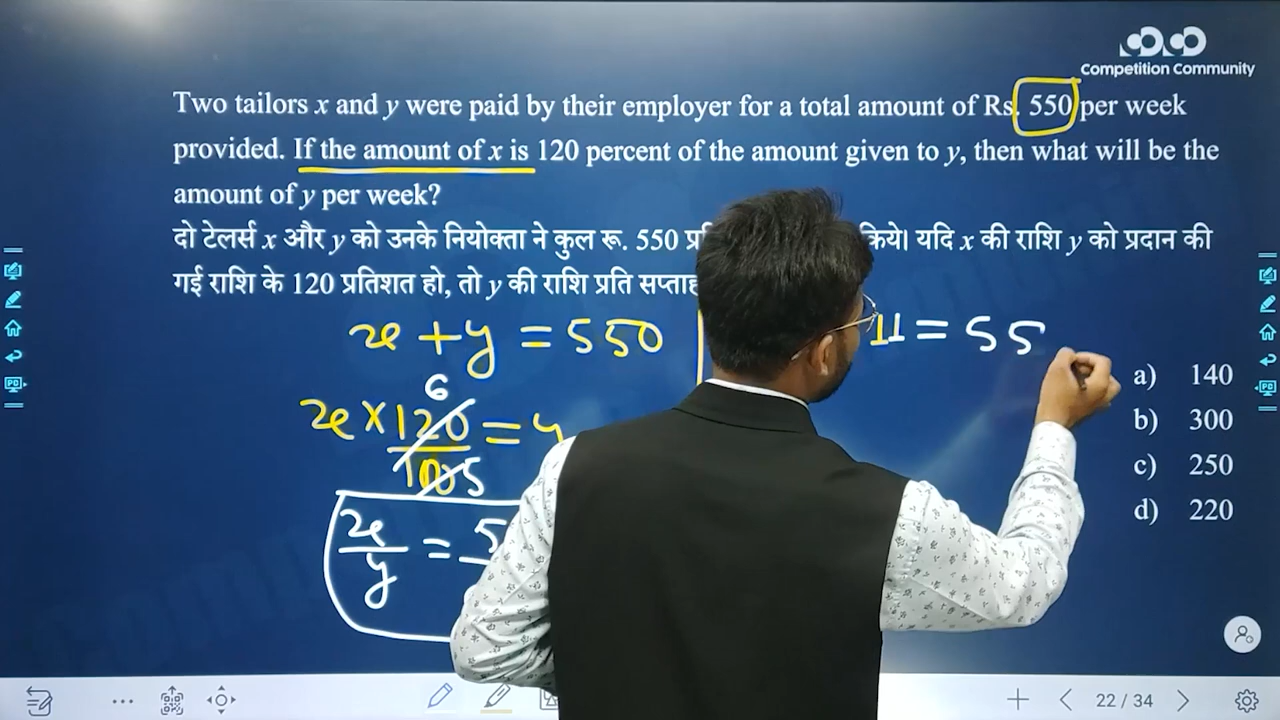 Competition Community
Two tailors x and y were paid by their employer for a total amount of Rs. 550 per week
provided. If the amount of x is 120 percent of the amount given to y, then what will be the
amount of y per week?
दो टेलर्स x और y को उनके नियोक्ता ने कुल रू. 550 क्रिये। यदि x की राशि y को प्रदान की
गई राशि के 120 प्रतिशत हो, तो y की राशि प्रति सप्ताह
x + y = 550
11 = 55
6
x × 120 = y
100 5
x = 5
y
a) 140
b) 300
c) 250
d) 220
22 / 34